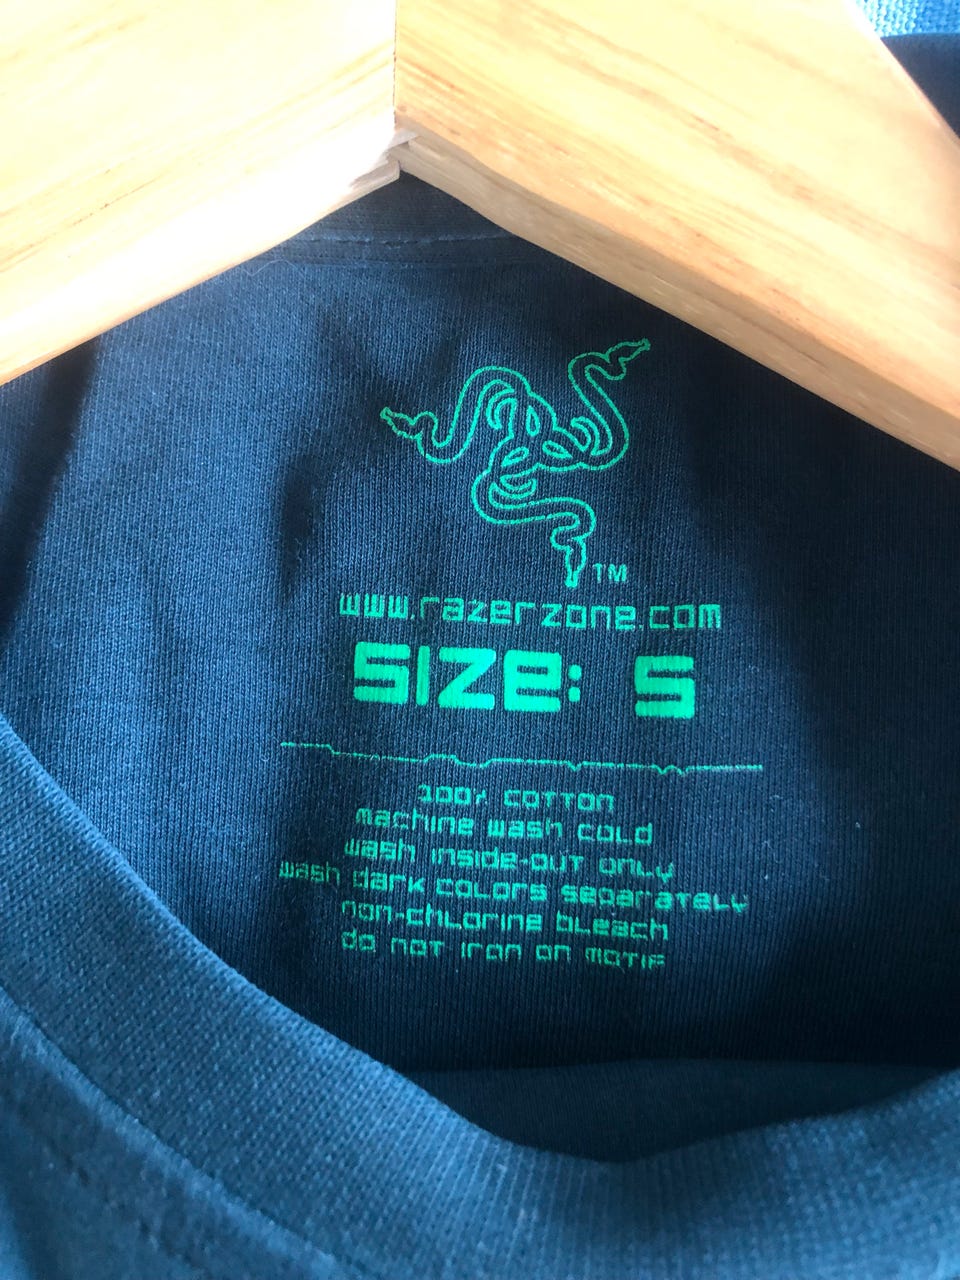 TM
www.razerzone.com
SIZE: S
100% COTTON
machine wash cold
wash inside-out only
wash dark colors separately
non-chlorine bleach
do not iron on motif